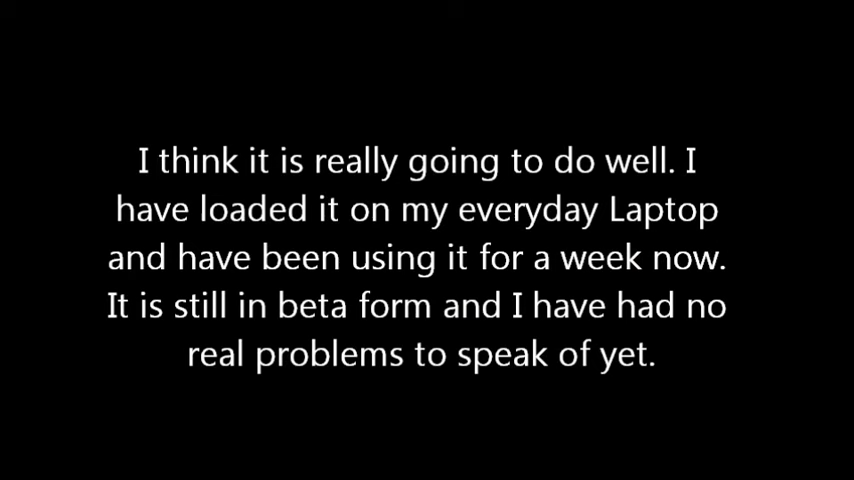 I think it is really going to do well. I
have loaded it on my everyday Laptop
and have been using it for a week now.
It is still in beta form and I have had no
real problems to speak of yet.